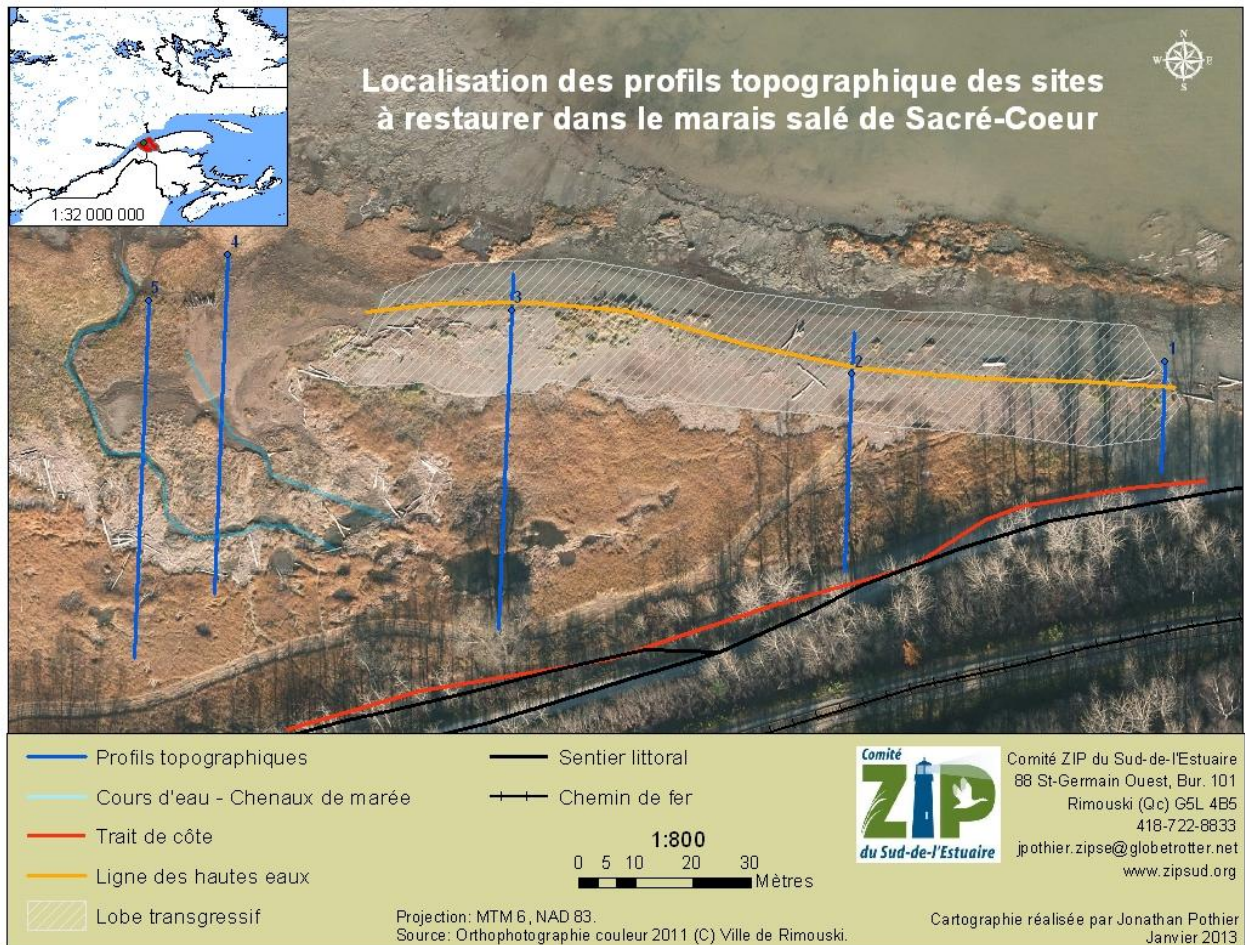 Localisation des profils topographique des sites
à restaurer dans le marais salé de Sacré-Coeur
N
W E
S
1:32 000 000
5
4
3
2
1
Profils topographiques
Cours d'eau - Chenaux de marée
Trait de côte
Ligne des hautes eaux
Lobe transgressif
Sentier littoral
Chemin de fer
1:800
0 5 10 20 30
Mètres
Projection: MTM 6, NAD 83.
Source: Orthophotographie couleur 2011 (C) Ville de Rimouski.
Comité
ZIP
du Sud-de-l'Estuaire
Comité ZIP du Sud-de-l'Estuaire
88 St-Germain Ouest, Bur. 101
Rimouski (Qc) G5L 4B5
418-722-8833
jpothier.zipse@globetrotter.net
www.zipsud.org
Cartographie réalisée par Jonathan Pothier
Janvier 2013